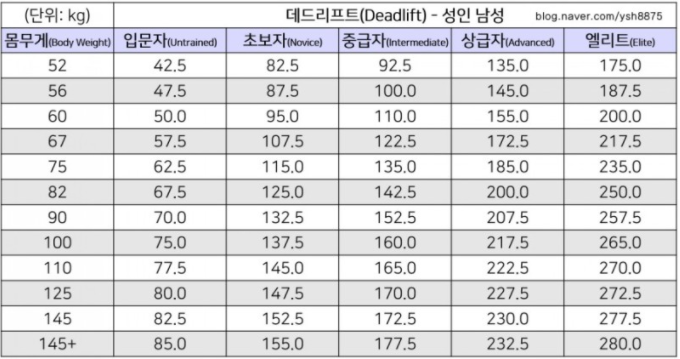 (단위: kg) 데드리프트(Deadlift) - 성인 남성 blog.naver.com/ysh8875
몸무게(Body Weight) 입문자(Untrained) 초보자(Novice) 중급자(Intermediate) 상급자(Advanced) 엘리트(Elite)
52 42.5 82.5 92.5 135.0 175.0
56 47.5 87.5 100.0 145.0 187.5
60 50.0 95.0 110.0 155.0 200.0
67 57.5 107.5 122.5 172.5 217.5
75 62.5 115.0 135.0 185.0 235.0
82 67.5 125.0 142.5 200.0 250.0
90 70.0 132.5 152.5 207.5 257.5
100 75.0 137.5 160.0 217.5 265.0
110 77.5 145.0 165.0 222.5 270.0
125 80.0 147.5 170.0 227.5 272.5
145 82.5 152.5 172.5 230.0 277.5
145+ 85.0 155.0 177.5 232.5 280.0